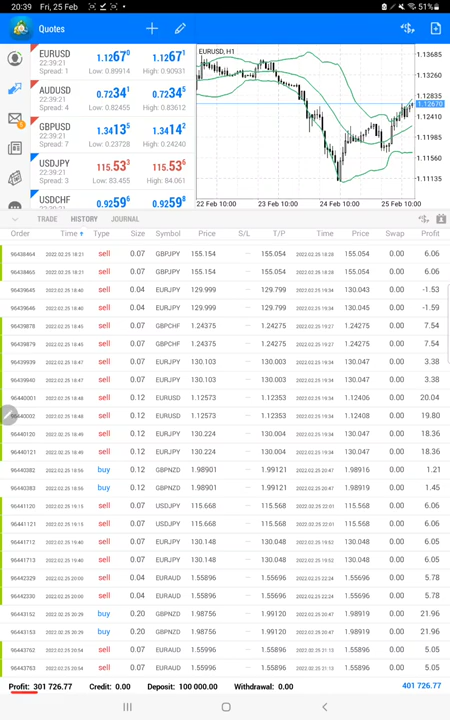 20:39 Fri, 25 Feb 51%
Quotes
EURUSD 1.12670 1.12671
22:39:21
Spread: 1 Low: 0.89914 High: 0.90931
AUDUSD 0.72341 0.72345
22:39:21
Spread: 4 Low: 0.82455 High: 0.83612
GBPUSD 1.34135 1.34142
22:39:21
Spread: 7 Low: 0.23728 High: 0.24240
USDJPY 115.533 115.536
22:39:21
Spread: 3 Low: 83.455 High: 84.061
USDCHF 0.92596 0.92598
EURUSD, H1
1.13685
1.13260
1.12835
1.12670
1.12410
1.11985
1.11560
1.11135
22 Feb 10:00 23 Feb 10:00 24 Feb 10:00 25 Feb 10:00
TRADE HISTORY JOURNAL
Order Time Type Size Symbol Price S/L T/P Time Price Swap Profit
96438464 2022.02.25 18:21 sell 0.07 GBPJPY 155.154 — 155.054 2022.02.25 18:28 155.054 0.00 6.06
96438465 2022.02.25 18:21 sell 0.07 GBPJPY 155.154 — 155.054 2022.02.25 18:28 155.054 0.00 6.06
96439645 2022.02.25 18:40 sell 0.04 EURJPY 129.999 — 129.799 2022.02.25 19:34 130.043 0.00 -1.53
96439646 2022.02.25 18:40 sell 0.04 EURJPY 129.999 — 129.799 2022.02.25 19:34 130.045 0.00 -1.59
96439878 2022.02.25 18:45 sell 0.07 GBPCHF 1.24375 — 1.24275 2022.02.25 19:27 1.24275 0.00 7.54
96439879 2022.02.25 18:45 sell 0.07 GBPCHF 1.24375 — 1.24275 2022.02.25 19:27 1.24275 0.00 7.54
96439939 2022.02.25 18:47 sell 0.07 EURJPY 130.103 — 130.003 2022.02.25 19:34 130.047 0.00 3.38
96439940 2022.02.25 18:47 sell 0.07 EURJPY 130.103 — 130.003 2022.02.25 19:34 130.047 0.00 3.38
96440001 2022.02.25 18:48 sell 0.12 EURUSD 1.12573 — 1.12353 2022.02.25 19:34 1.12406 0.00 20.04
96440002 2022.02.25 18:48 sell 0.12 EURUSD 1.12573 — 1.12353 2022.02.25 19:34 1.12408 0.00 19.80
96440120 2022.02.25 18:49 sell 0.12 EURJPY 130.224 — 130.004 2022.02.25 19:34 130.047 0.00 18.36
96440121 2022.02.25 18:49 sell 0.12 EURJPY 130.224 — 130.004 2022.02.25 19:34 130.047 0.00 18.36
96440382 2022.02.25 18:56 buy 0.12 GBPNZD 1.98901 — 1.99121 2022.02.25 20:47 1.98916 0.00 1.21
96440383 2022.02.25 18:56 buy 0.12 GBPNZD 1.98901 — 1.99121 2022.02.25 20:47 1.98919 0.00 1.45
96441120 2022.02.25 19:15 sell 0.07 USDJPY 115.668 — 115.568 2022.02.25 22:01 115.568 0.00 6.06
96441121 2022.02.25 19:15 sell 0.07 USDJPY 115.668 — 115.568 2022.02.25 22:01 115.568 0.00 6.06
96441712 2022.02.25 19:40 sell 0.07 EURJPY 130.148 — 130.048 2022.02.25 19:52 130.048 0.00 6.05
96441713 2022.02.25 19:40 sell 0.07 EURJPY 130.148 — 130.048 2022.02.25 19:52 130.048 0.00 6.05
96442329 2022.02.25 20:06 sell 0.04 EURAUD 1.55896 — 1.55696 2022.02.25 22:24 1.55696 0.00 5.78
96442330 2022.02.25 20:06 sell 0.04 EURAUD 1.55896 — 1.55696 2022.02.25 22:24 1.55696 0.00 5.78
96443152 2022.02.25 20:29 buy 0.20 GBPNZD 1.98756 — 1.99120 2022.02.25 20:47 1.98919 0.00 21.96
96443153 2022.02.25 20:29 buy 0.20 GBPNZD 1.98756 — 1.99120 2022.02.25 20:47 1.98919 0.00 21.96
96443762 2022.02.25 20:54 sell 0.07 EURAUD 1.55996 — 1.55896 2022.02.25 21:13 1.55896 0.00 5.05
96443763 2022.02.25 20:54 sell 0.07 EURAUD 1.55996 — 1.55896 2022.02.25 21:13 1.55896 0.00 5.05
Profit: 301 726.77 Credit: 0.00 Deposit: 100 000.00 Withdrawal: 0.00 401 726.77